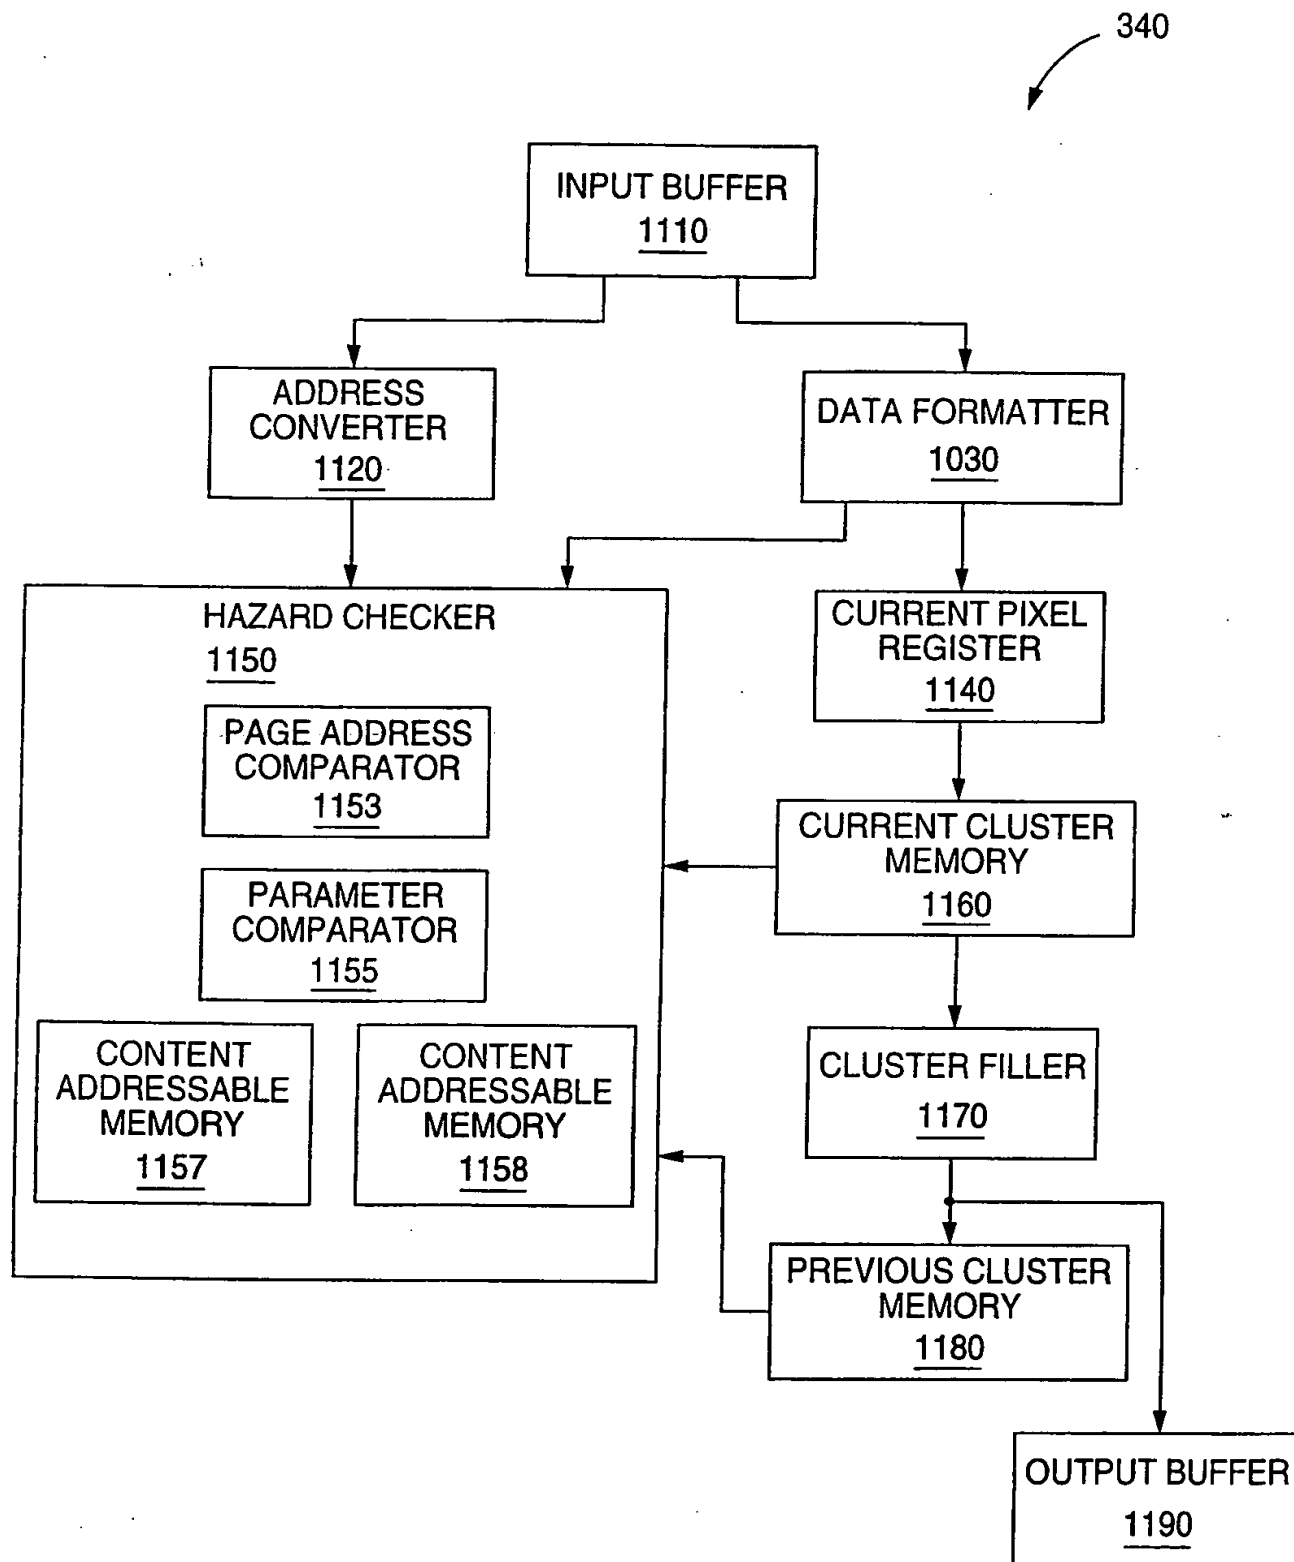 340
INPUT BUFFER
1110
ADDRESS
CONVERTER
1120
DATA FORMATTER
1030
HAZARD CHECKER
1150
CURRENT PIXEL
REGISTER
1140
PAGE ADDRESS
COMPARATOR
1153
CURRENT CLUSTER
MEMORY
1160
PARAMETER
COMPARATOR
1155
CONTENT
ADDRESSABLE
MEMORY
1157
CONTENT
ADDRESSABLE
MEMORY
1158
CLUSTER FILLER
1170
PREVIOUS CLUSTER
MEMORY
1180
OUTPUT BUFFER
1190